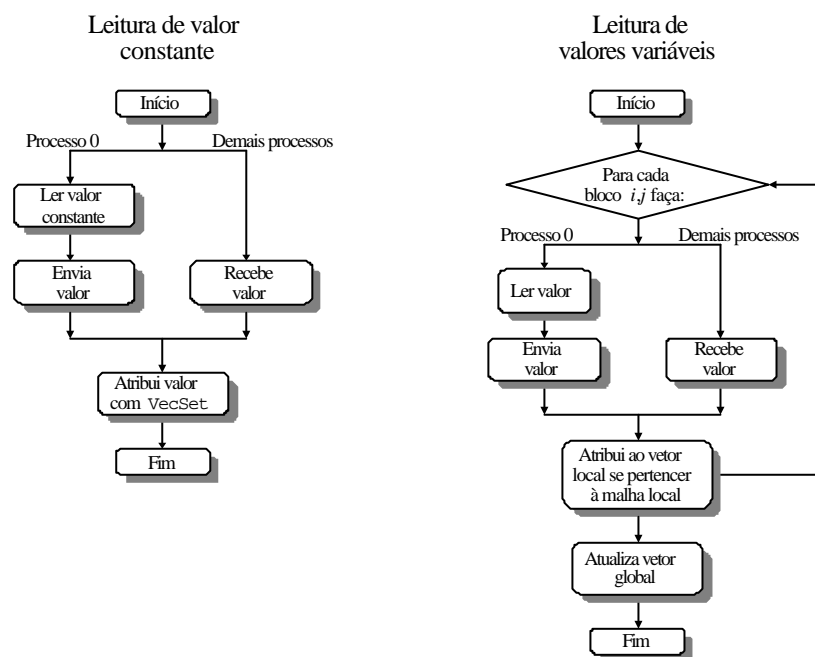 Leitura de valor
constante
Início
Processo 0
Demais processos
Ler valor
constante
Envia
valor
Recebe
valor
Atribui valor
com VecSet
Fim
Leitura de
valores variáveis
Início
Para cada
bloco i,j faça:
Processo 0
Demais processos
Ler valor
Envia
valor
Recebe
valor
Atribui ao vetor
local se pertencer
à malha local
Atualiza vetor
global
Fim